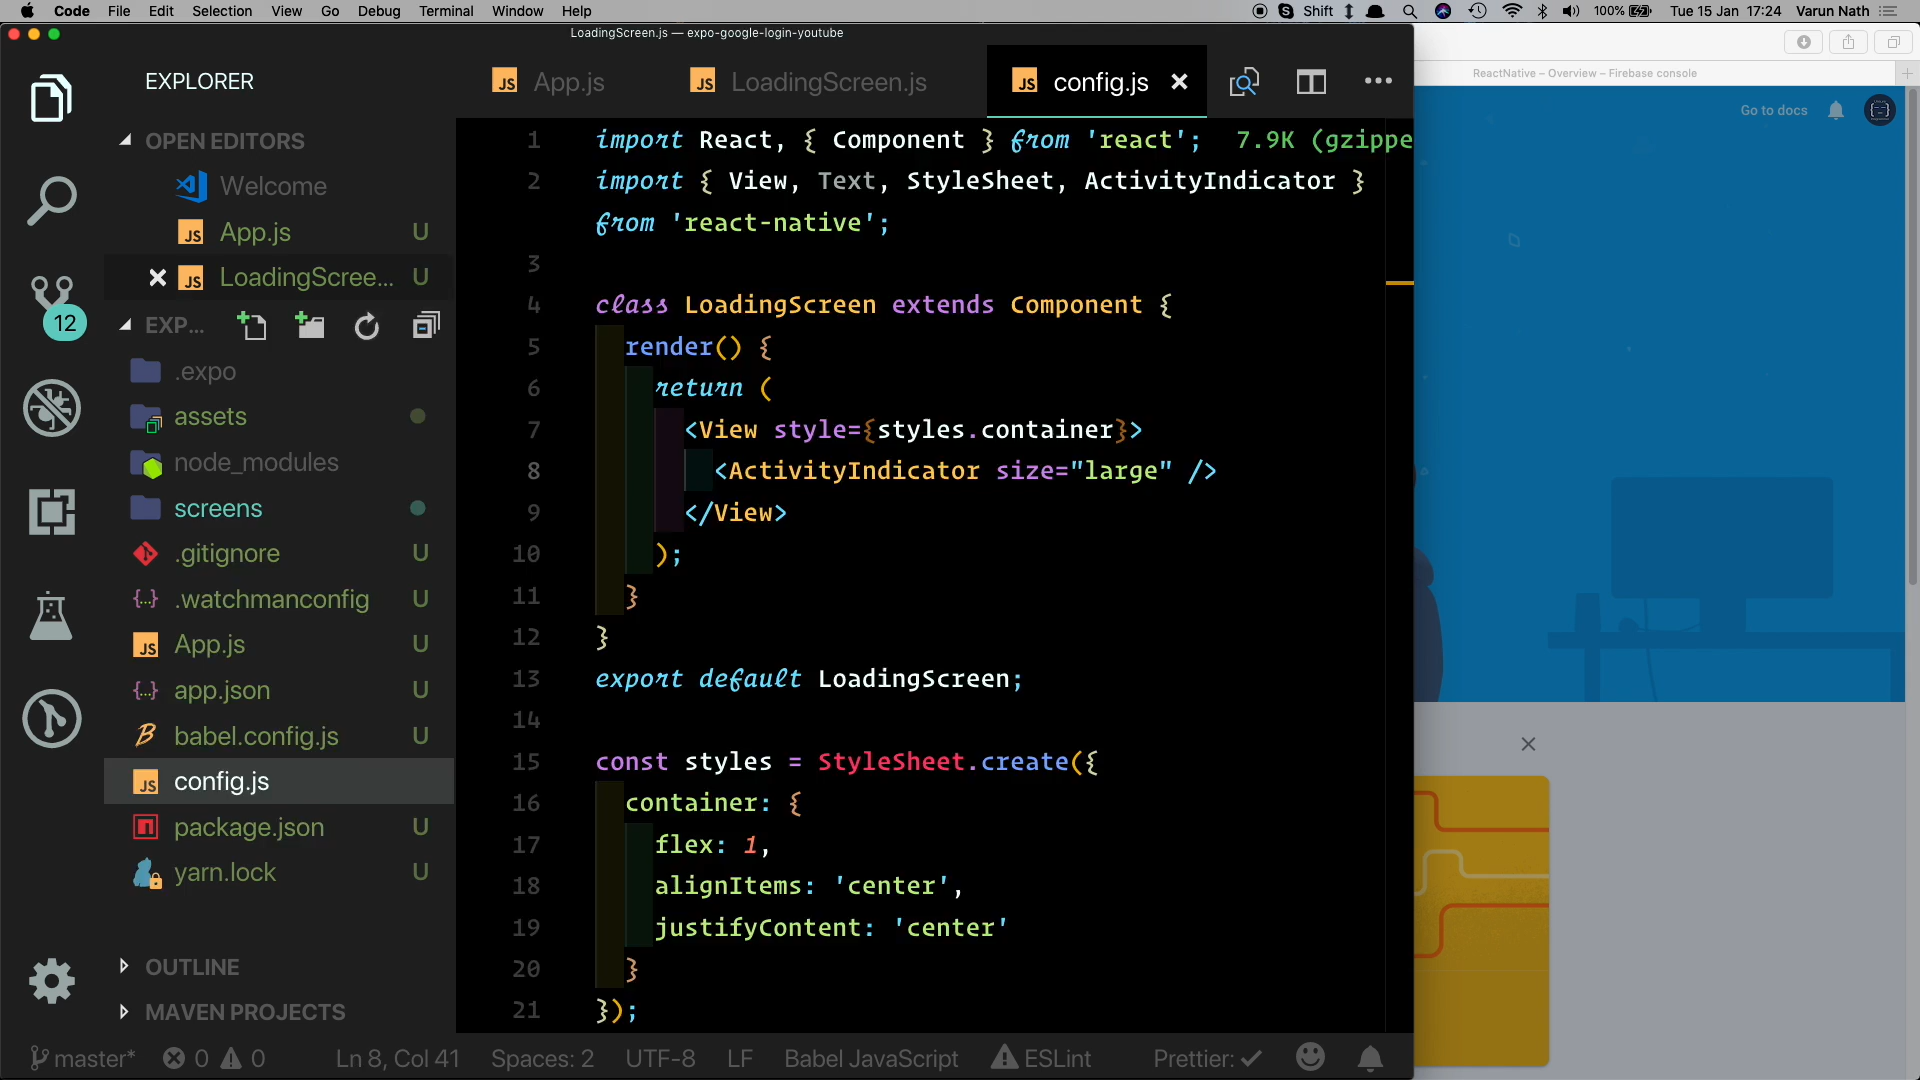 Code File Edit Selection View Go Debug Terminal Window Help
Shift 100% Tue 15 Jan 17:24 Varun Nath
LoadingScreen.js — expo-google-login-youtube
ReactNative – Overview – Firebase console
Go to docs
EXPLORER
OPEN EDITORS
Welcome
App.js U
LoadingScree... U
12
EXP...
.expo
assets
node_modules
screens
.gitignore U
.watchmanconfig U
App.js U
app.json U
babel.config.js U
config.js
package.json U
yarn.lock U
OUTLINE
MAVEN PROJECTS
JS App.js JS LoadingScreen.js JS config.js
1 import React, { Component } from 'react'; 7.9K (gzippe
2 import { View, Text, StyleSheet, ActivityIndicator }
from 'react-native';
3
4 class LoadingScreen extends Component {
5 render() {
6 return (
7 <View style={styles.container}>
8 <ActivityIndicator size="large" />
9 </View>
10 );
11 }
12 }
13 export default LoadingScreen;
14
15 const styles = StyleSheet.create({
16 container: {
17 flex: 1,
18 alignItems: 'center',
19 justifyContent: 'center'
20 }
21 });
master* 0 0 Ln 8, Col 41 Spaces: 2 UTF-8 LF Babel JavaScript ESLint Prettier: ✓